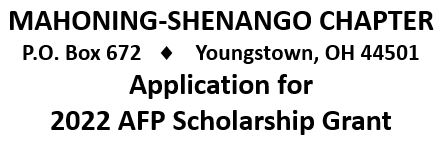 MAHONING-SHENANGO CHAPTER
P.O. Box 672 ♦ Youngstown, OH 44501
Application for
2022 AFP Scholarship Grant